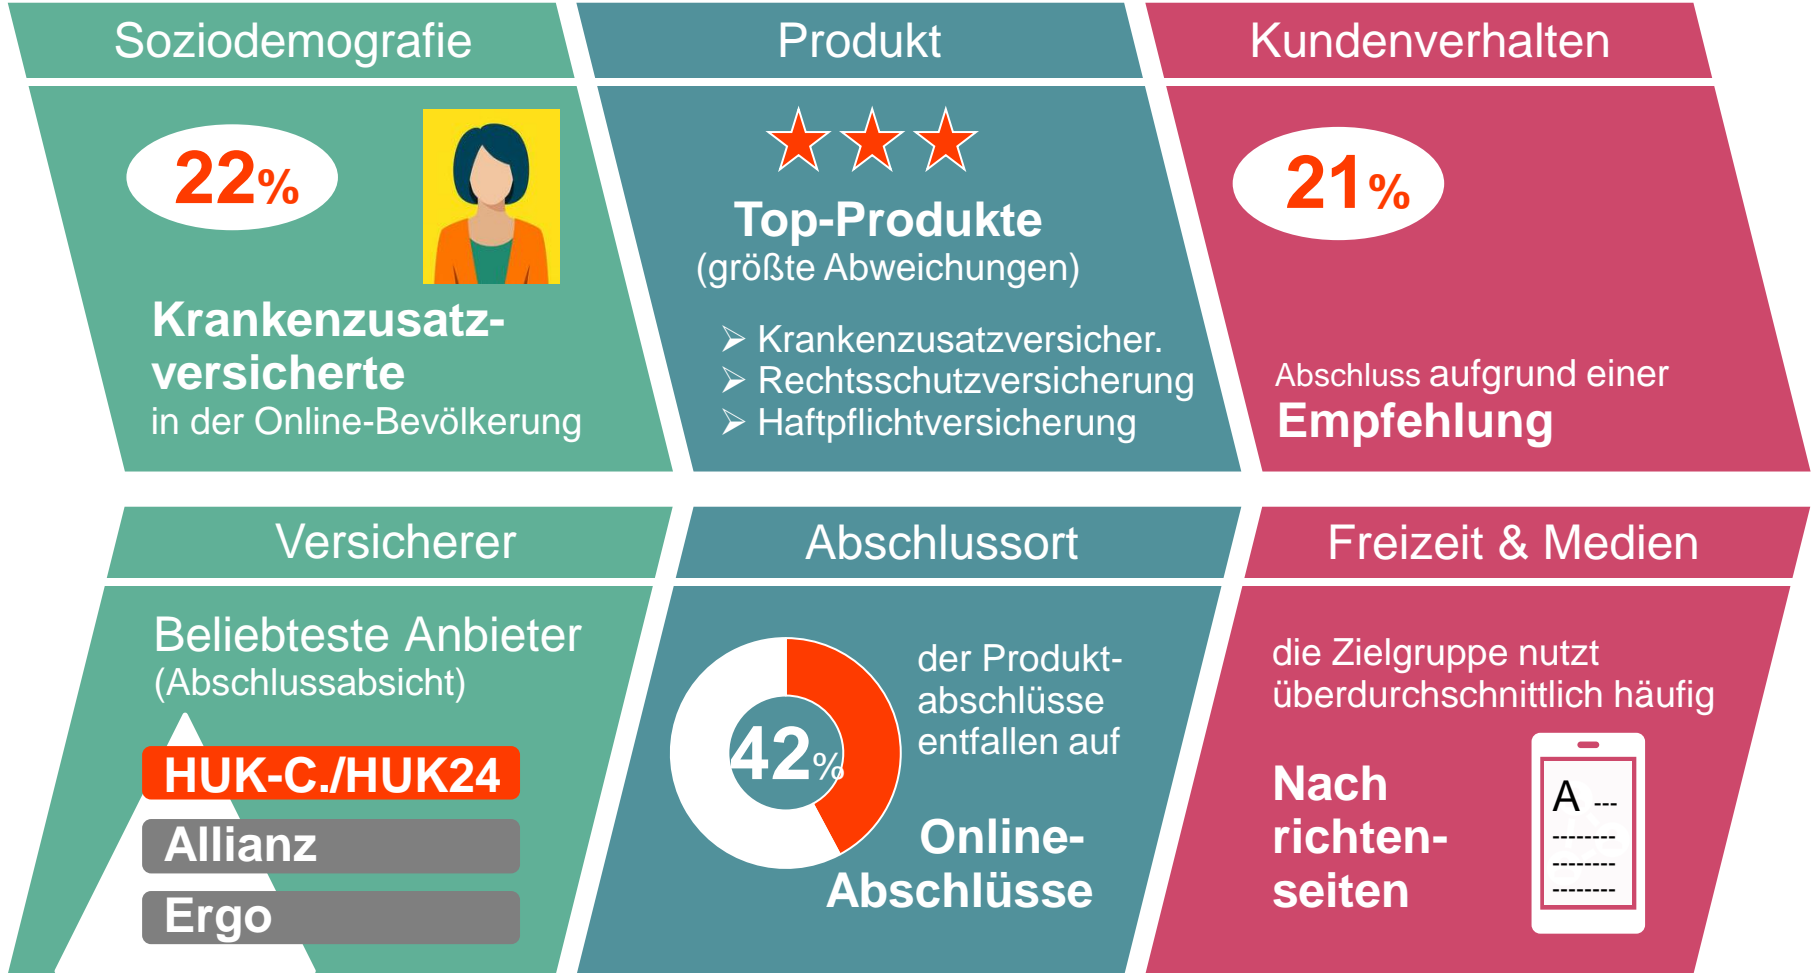 Soziodemografie
22%
Krankenzusatz-
versicherte
in der Online-Bevölkerung
Produkt
Top-Produkte
(größte Abweichungen)
➢ Krankenzusatzversicher.
➢ Rechtsschutzversicherung
➢ Haftpflichtversicherung
Kundenverhalten
21%
Abschluss aufgrund einer
Empfehlung
Versicherer
Beliebteste Anbieter
(Abschlussabsicht)
HUK-C./HUK24
Allianz
Ergo
Abschlussort
42%
der Produkt-
abschlüsse
entfallen auf
Online-
Abschlüsse
Freizeit & Medien
die Zielgruppe nutzt
überdurchschnittlich häufig
Nach
richten-
seiten
A ---
--------
--------
--------